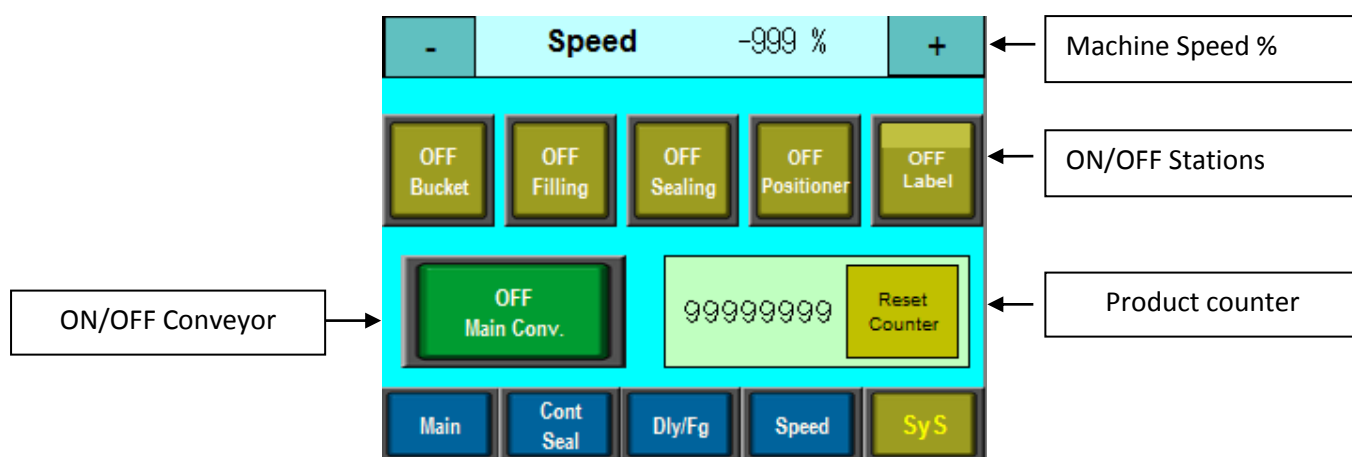 - Speed -999 % +
Machine Speed %
OFF
Bucket
OFF
Filling
OFF
Sealing
OFF
Positioner
OFF
Label
ON/OFF Stations
ON/OFF Conveyor
OFF
Main Conv.
99999999
Reset
Counter
Product counter
Main
Cont
Seal
Dly/Fg
Speed
SyS